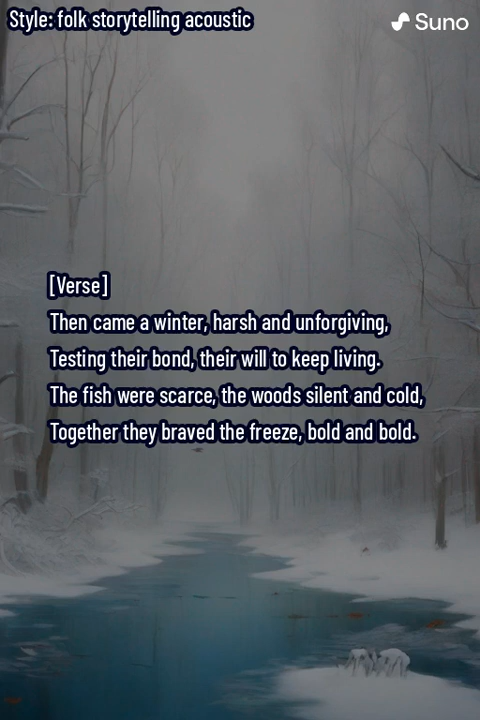 Style: folk storytelling acoustic
Suno
[Verse]
Then came a winter, harsh and unforgiving,
Testing their bond, their will to keep living.
The fish were scarce, the woods silent and cold,
Together they braved the freeze, bold and bold.